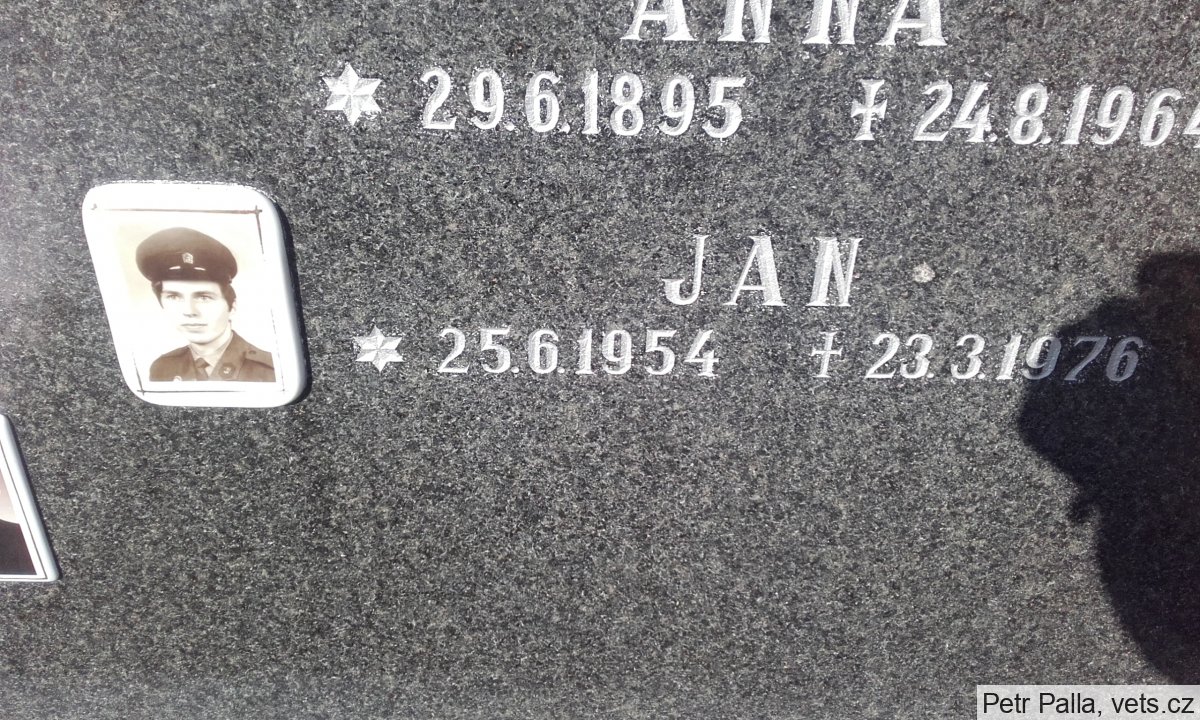 ANNA
29.6.1895 † 24.8.1964
JAN
25.6.1954 † 23.3.1976
Petr Palla, vets.cz